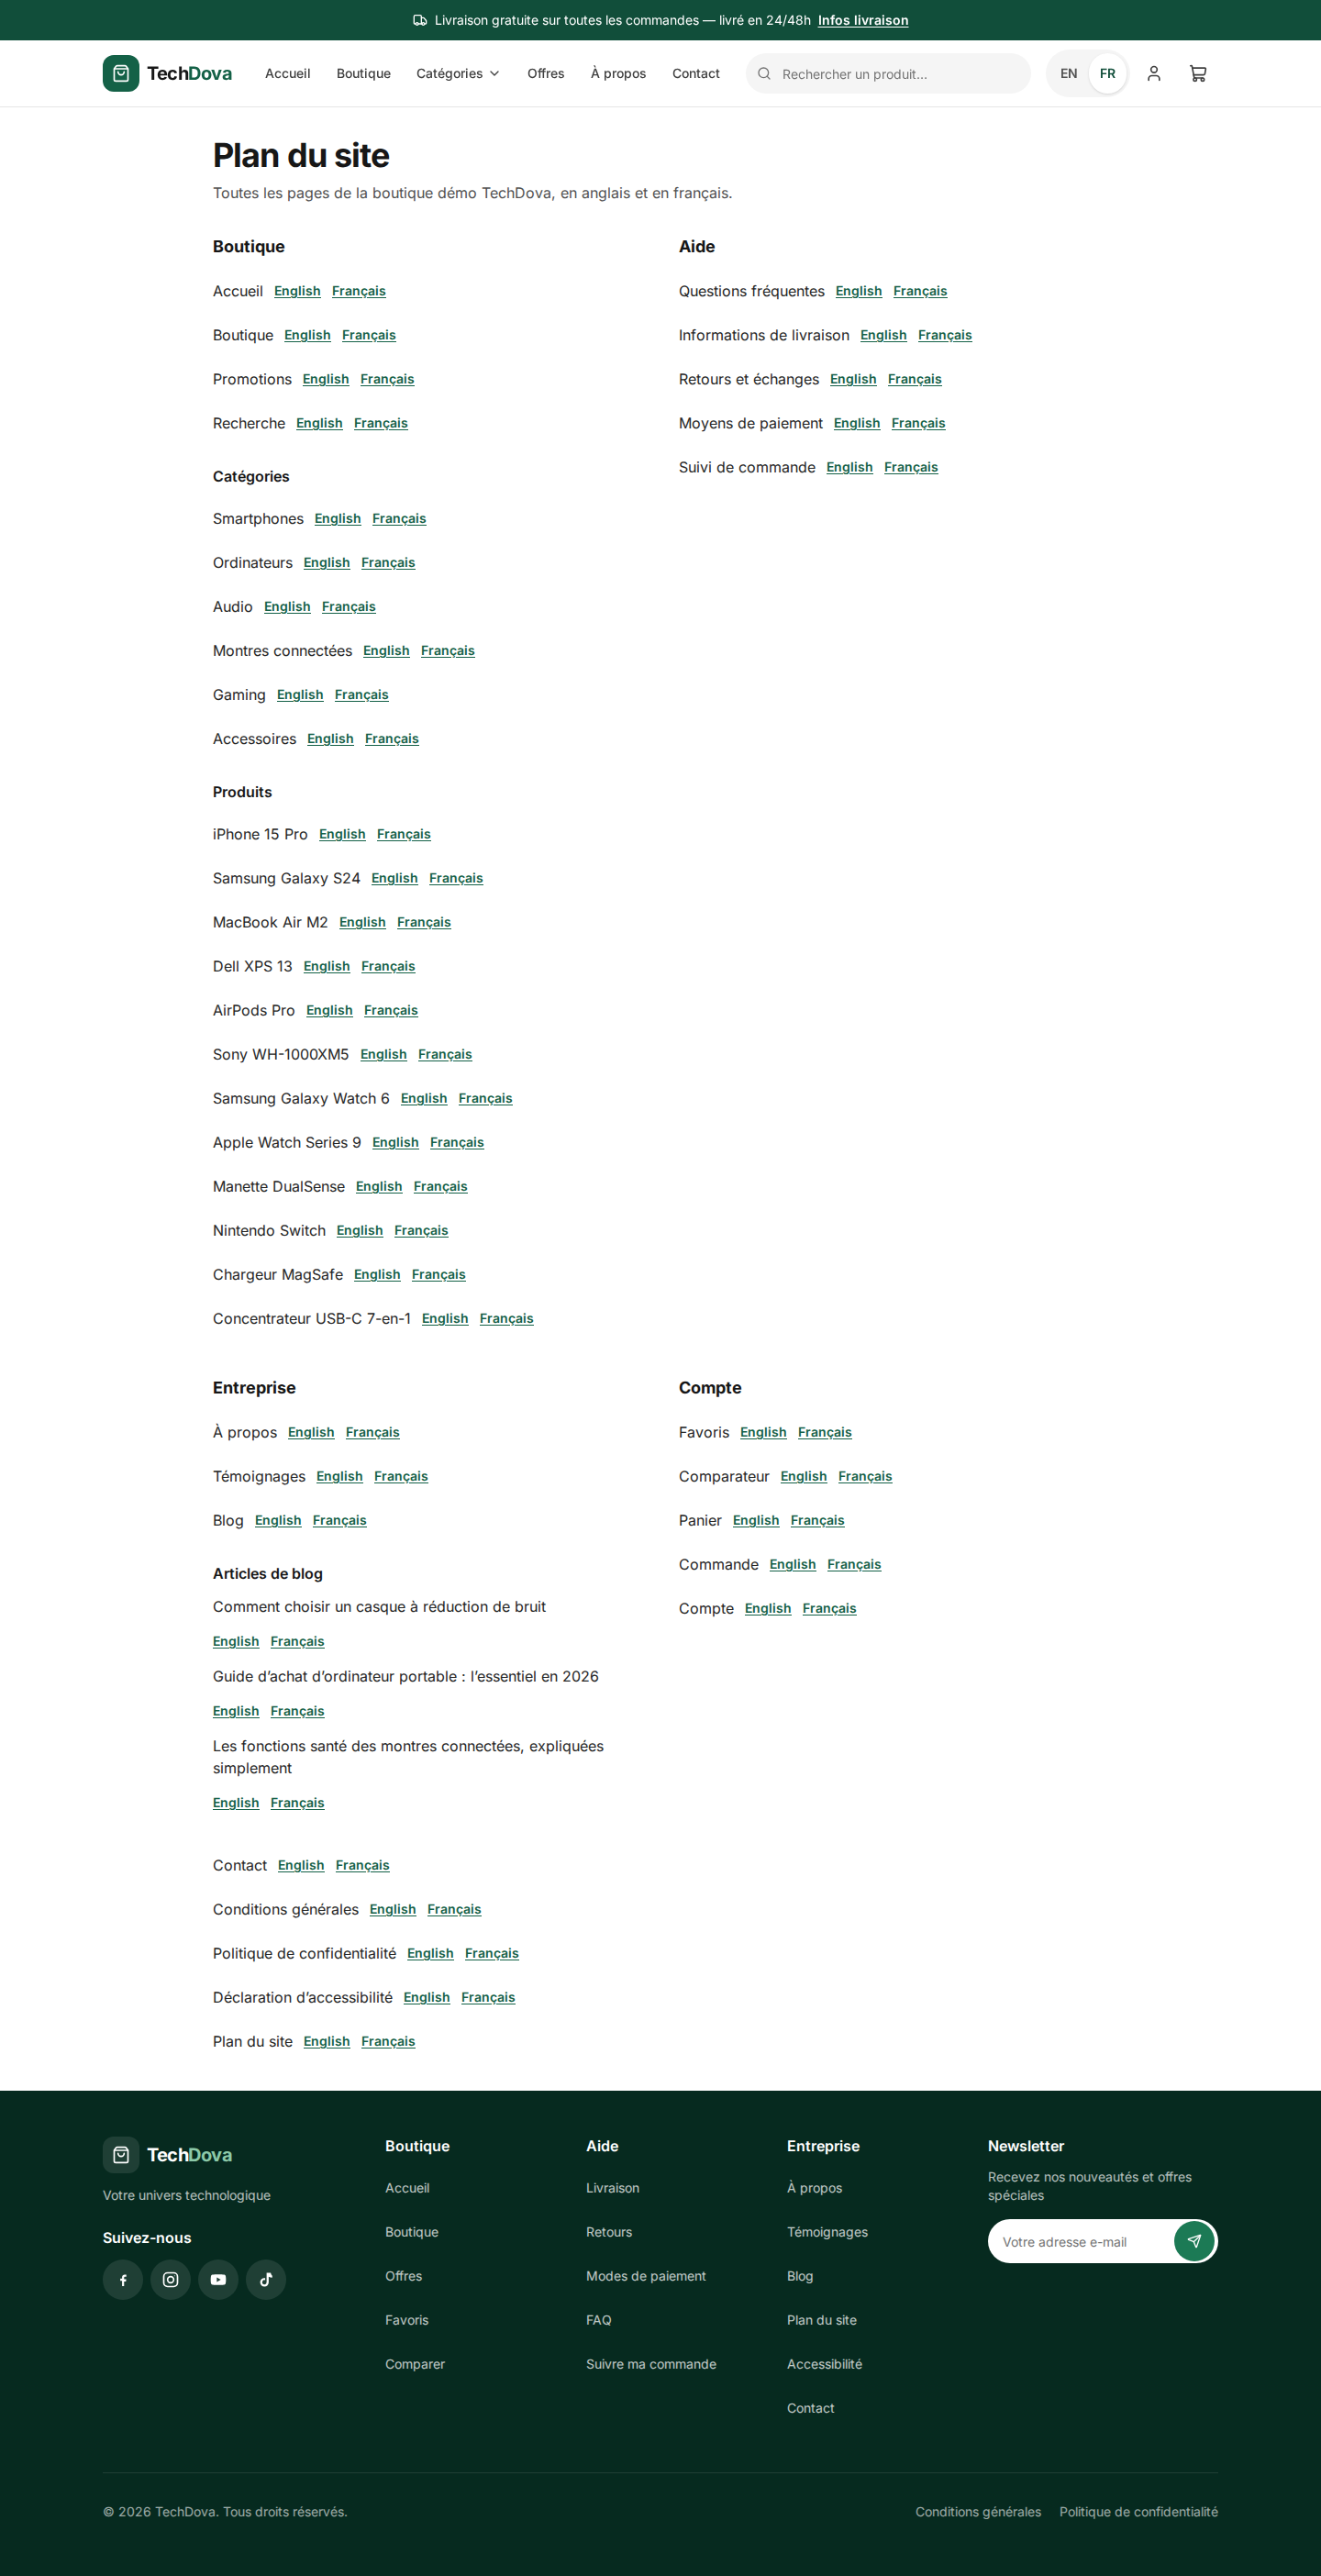 Livraison gratuite sur toutes les commandes — livré en 24/48h Infos livraison
TechDova Accueil Boutique Catégories Offres À propos Contact Rechercher un produit... EN FR
Plan du site
Toutes les pages de la boutique démo TechDova, en anglais et en français.
Boutique
Accueil English Français
Boutique English Français
Promotions English Français
Recherche English Français
Catégories
Smartphones English Français
Ordinateurs English Français
Audio English Français
Montres connectées English Français
Gaming English Français
Accessoires English Français
Produits
iPhone 15 Pro English Français
Samsung Galaxy S24 English Français
MacBook Air M2 English Français
Dell XPS 13 English Français
AirPods Pro English Français
Sony WH-1000XM5 English Français
Samsung Galaxy Watch 6 English Français
Apple Watch Series 9 English Français
Manette DualSense English Français
Nintendo Switch English Français
Chargeur MagSafe English Français
Concentrateur USB-C 7-en-1 English Français
Aide
Questions fréquentes English Français
Informations de livraison English Français
Retours et échanges English Français
Moyens de paiement English Français
Suivi de commande English Français
Entreprise
À propos English Français
Témoignages English Français
Blog English Français
Articles de blog
Comment choisir un casque à réduction de bruit
English Français
Guide d’achat d’ordinateur portable : l’essentiel en 2026
English Français
Les fonctions santé des montres connectées, expliquées
simplement
English Français
Contact English Français
Conditions générales English Français
Politique de confidentialité English Français
Déclaration d’accessibilité English Français
Plan du site English Français
Compte
Favoris English Français
Comparateur English Français
Panier English Français
Commande English Français
Compte English Français
TechDova
Votre univers technologique
Suivez-nous
Boutique
Accueil
Boutique
Offres
Favoris
Comparer
Aide
Livraison
Retours
Modes de paiement
FAQ
Suivre ma commande
Entreprise
À propos
Témoignages
Blog
Plan du site
Accessibilité
Contact
Newsletter
Recevez nos nouveautés et offres
spéciales
Votre adresse e-mail
© 2026 TechDova. Tous droits réservés.
Conditions générales Politique de confidentialité